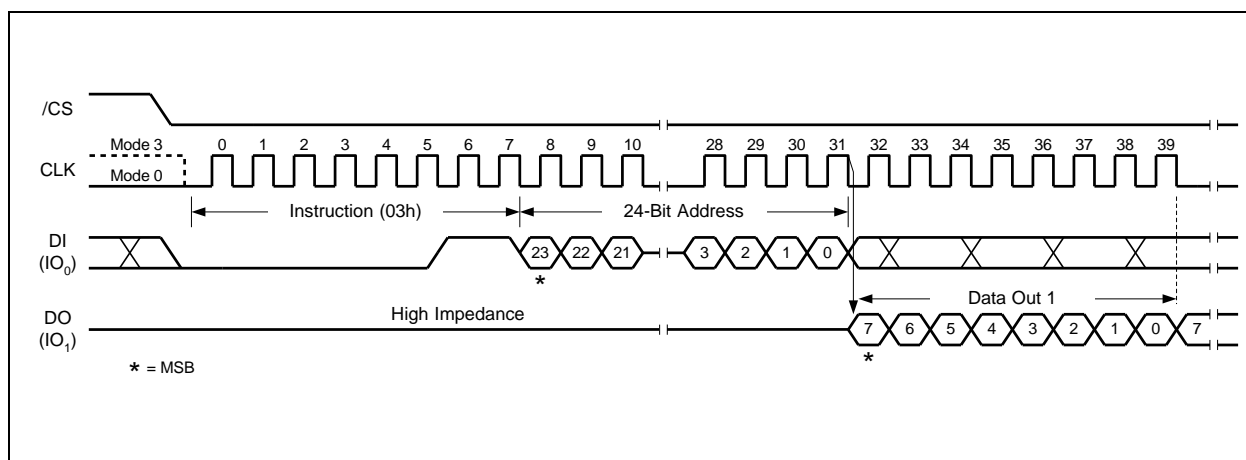 /CS
Mode 3
0 1 2 3 4 5 6 7 8 9 10 28 29 30 31 32 33 34 35 36 37 38 39
CLK
Mode 0
Instruction (03h) 24-Bit Address
DI
(IO0)
23 22 21 3 2 1 0
*
High Impedance
Data Out 1
DO
(IO1)
7 6 5 4 3 2 1 0 7
*
* = MSB